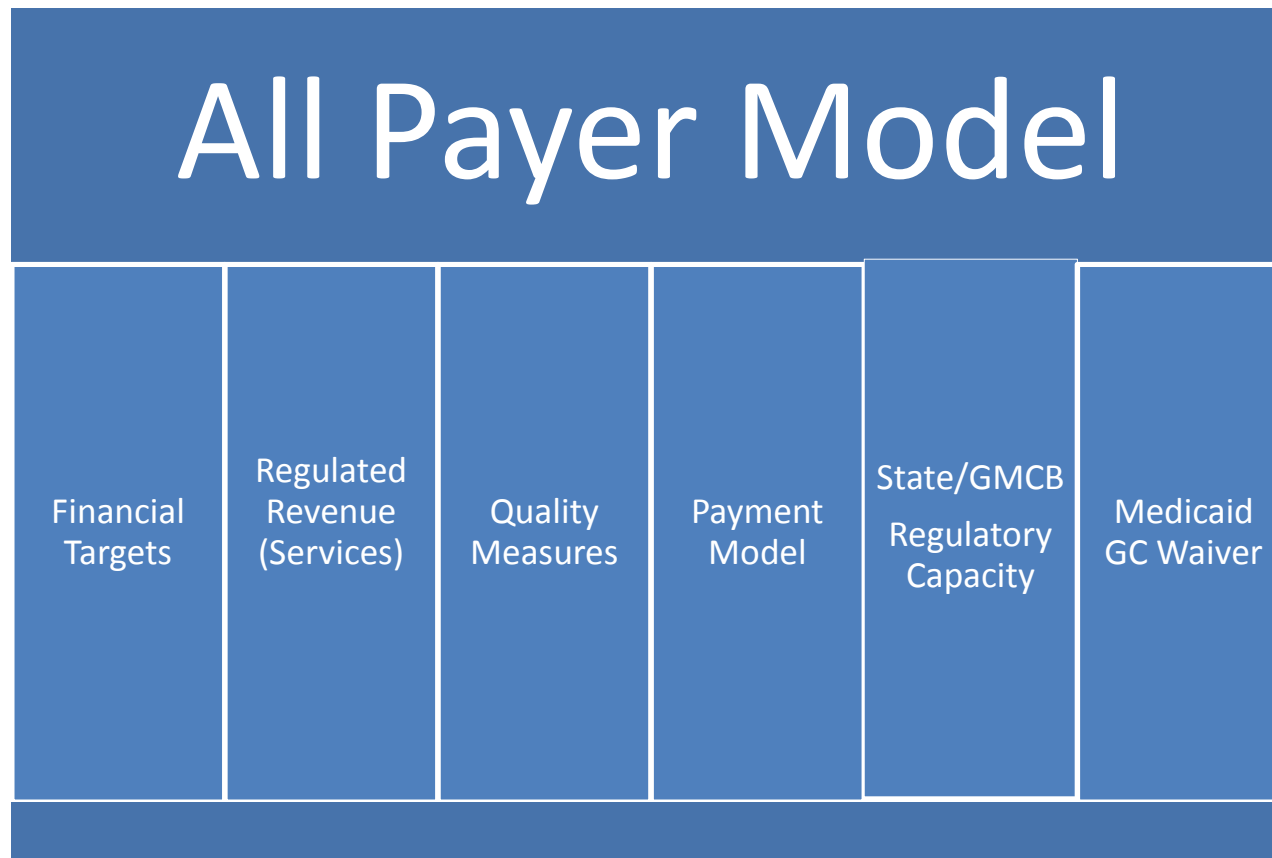 All Payer Model
Financial
Targets
Regulated
Revenue
(Services)
Quality
Measures
Payment
Model
State/GMCB
Regulatory
Capacity
Medicaid
GC Waiver